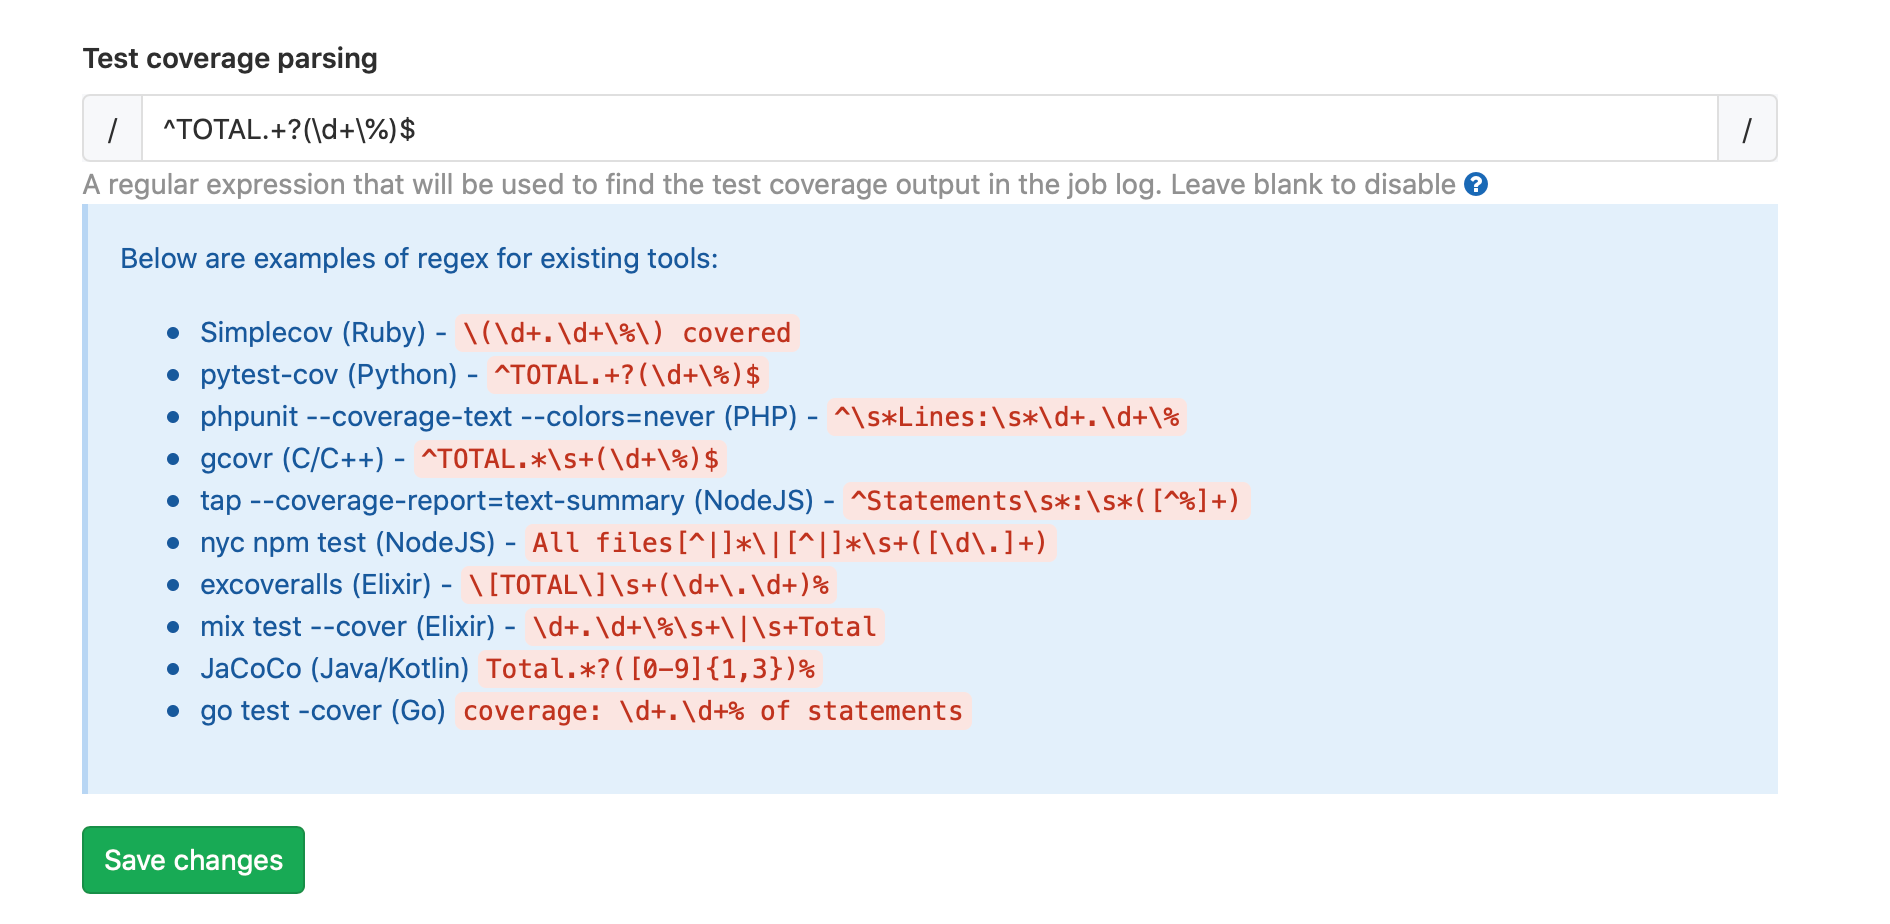 Test coverage parsing
/ ^TOTAL.+?(\d+\%)$ /
A regular expression that will be used to find the test coverage output in the job log. Leave blank to disable ?
Below are examples of regex for existing tools:
• Simplecov (Ruby) - \(\d+.\d+\%\) covered
• pytest-cov (Python) - ^TOTAL.+?(\d+\%)$
• phpunit --coverage-text --colors=never (PHP) - ^\s*Lines:\s*\d+.\d+\%
• gcovr (C/C++) - ^TOTAL.*\s+(\d+\%)$
• tap --coverage-report=text-summary (NodeJS) - ^Statements\s*:\s*([^%]+)
• nyc npm test (NodeJS) - All files[^|]*\|[^|]*\s+([\d\.]+)
• excoveralls (Elixir) - \[TOTAL\]\s+(\d+\.\d+)%
• mix test --cover (Elixir) - \d+.\d+\%\s+\|\s+Total
• JaCoCo (Java/Kotlin) Total.*?([0-9]{1,3})%
• go test -cover (Go) coverage: \d+.\d+% of statements
Save changes